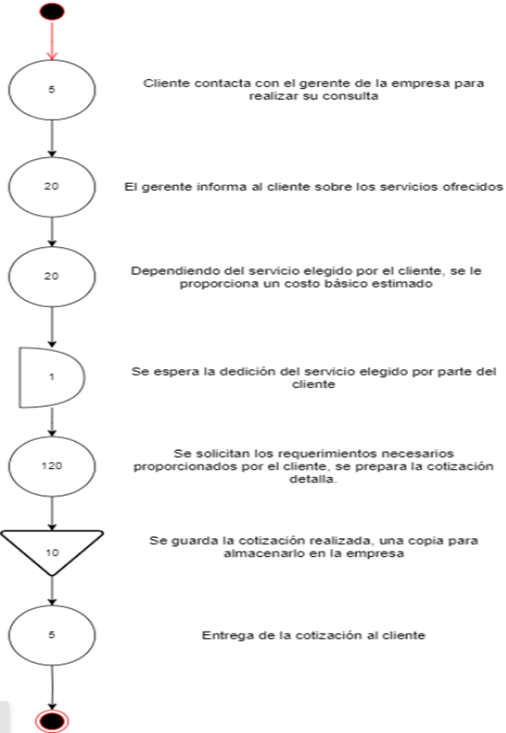 5
Cliente contacta con el gerente de la empresa para
realizar su consulta
20
El gerente informa al cliente sobre los servicios ofrecidos
20
Dependiendo del servicio elegido por el cliente, se le
proporciona un costo básico estimado
1
Se espera la dedición del servicio elegido por parte del
cliente
120
Se solicitan los requerimientos necesarios
proporcionados por el cliente, se prepara la cotización
detalla.
10
Se guarda la cotización realizada, una copia para
almacenarlo en la empresa
5
Entrega de la cotización al cliente